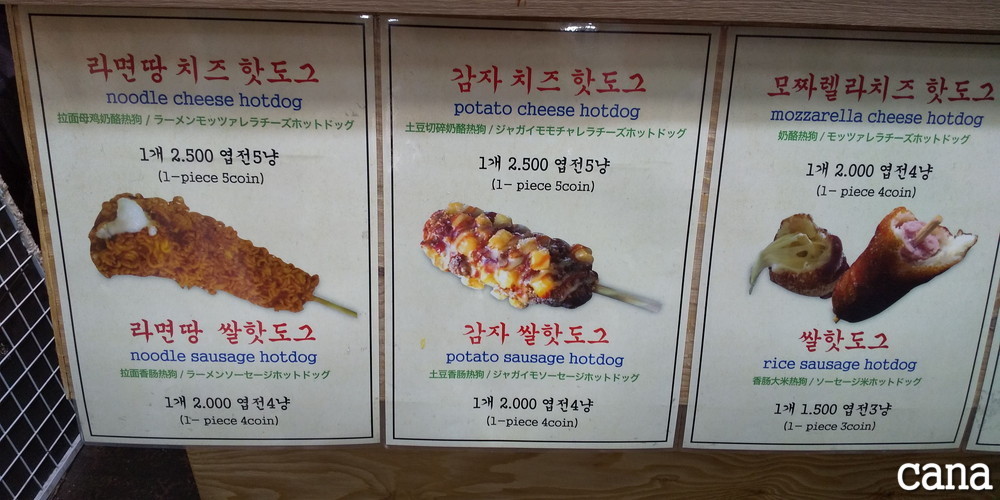 라면땅 치즈 핫도그
noodle cheese hotdog
拉面母鸡奶酪热狗 / ラーメンモッツァレラチーズホットドッグ
1개 2.500 엽전5냥
(1-piece 5coin)
라면땅 쌀핫도그
noodle sausage hotdog
拉面香肠热狗 / ラーメンソーセージホットドッグ
1개 2.000 엽전4냥
(1- piece 4coin)
감자 치즈 핫도그
potato cheese hotdog
土豆切碎奶酪热狗 / ジャガイモモチャレラチーズホットドッグ
1개 2.500 엽전5냥
(1- piece 5coin)
감자 쌀핫도그
potato sausage hotdog
土豆香肠热狗 / ジャガイモソーセージホットドッグ
1개 2.000 엽전4냥
(1-piece 4coin)
모짜렐라치즈 핫도그
mozzarella cheese hotdog
奶酪热狗 / モッツァレラチーズホットドッグ
1개 2.000 엽전4냥
(1- piece 4coin)
쌀핫도그
rice sausage hotdog
香肠大米热狗 / ソーセージ米ホットドッグ
1개 1.500 엽전3냥
(1- piece 3coin)
cana